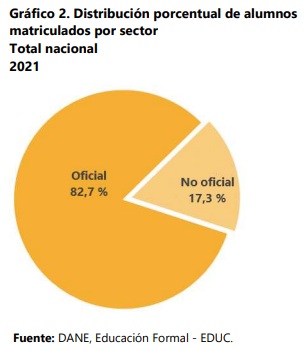 Gráfico 2. Distribución porcentual de alumnos
matriculados por sector
Total nacional
2021
Oficial
82,7 %
No oficial
17,3 %
Fuente: DANE, Educación Formal - EDUC.